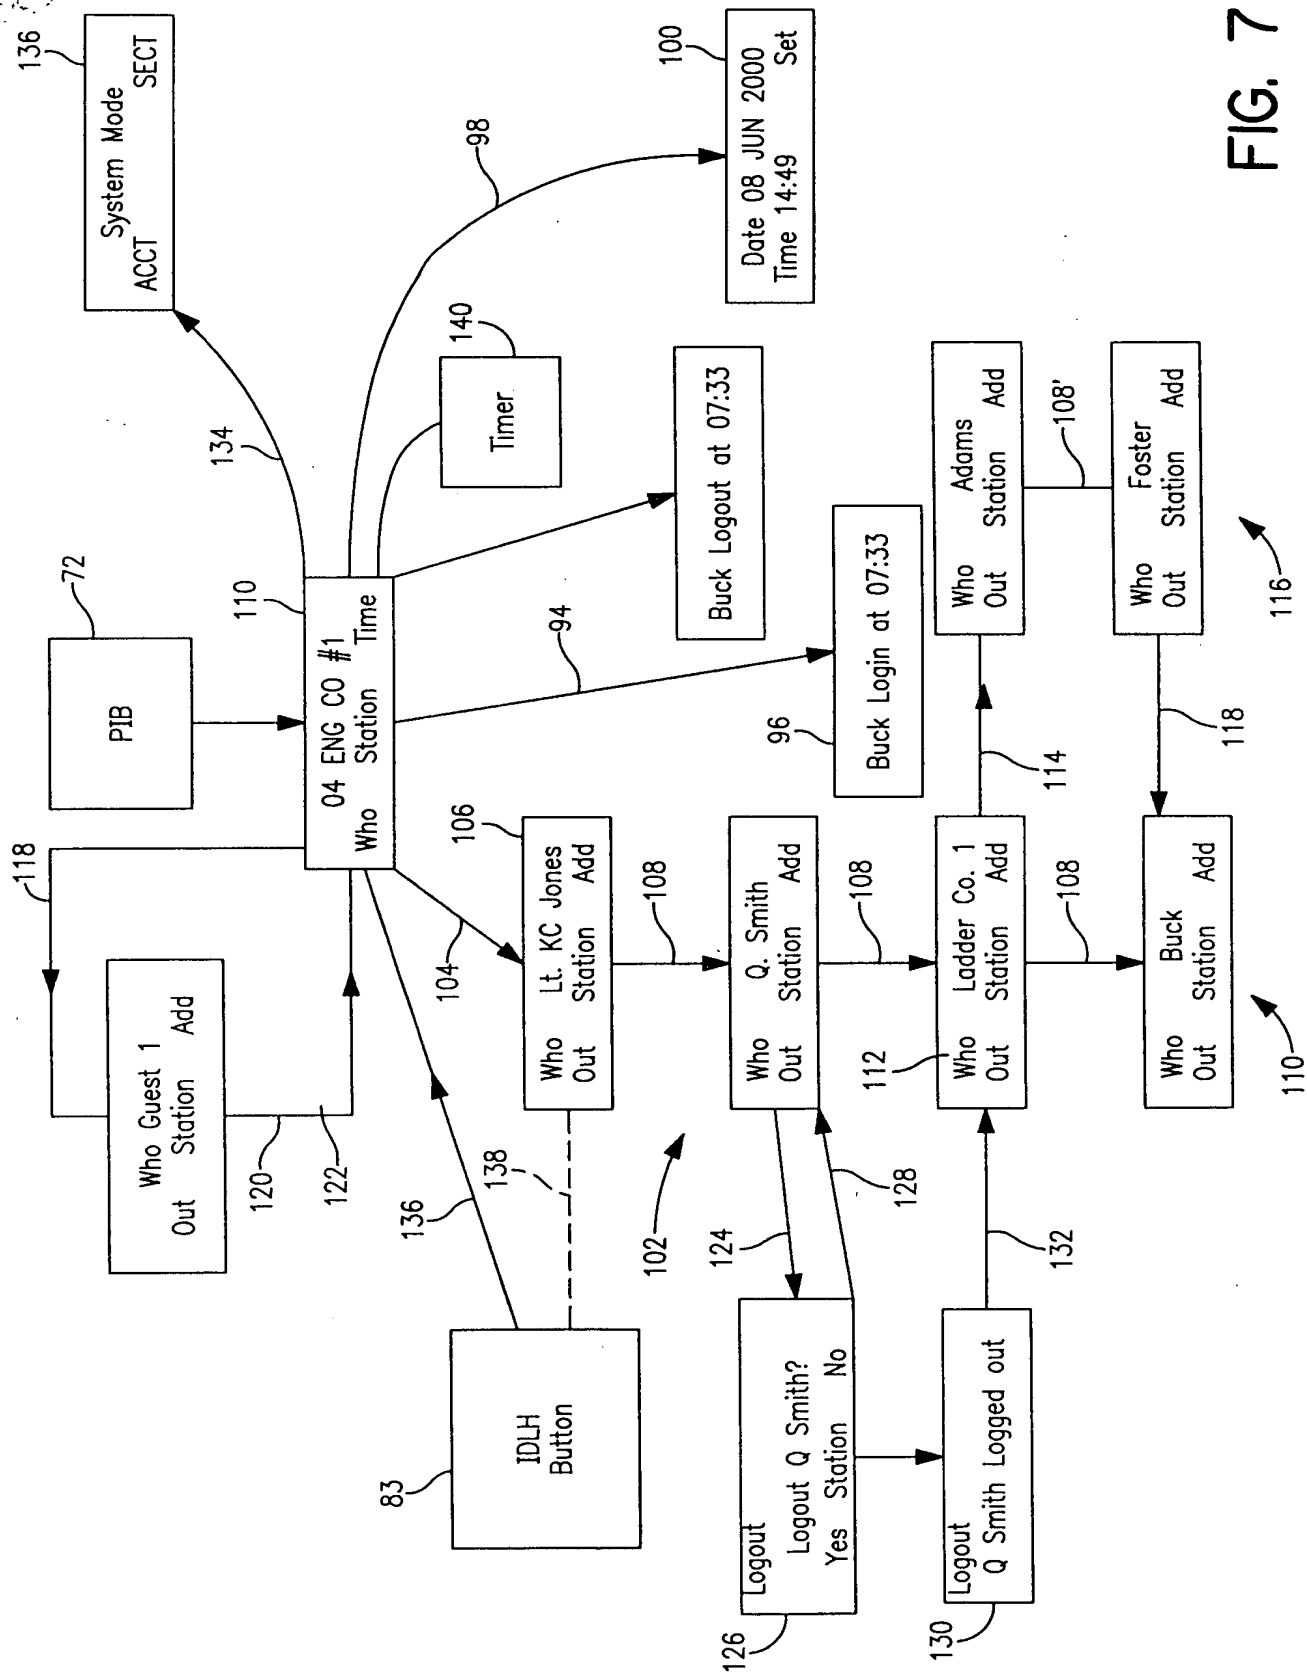 136
System Mode
ACCT SECT
134
98
100
Date 08 JUN 2000
Time 14:49 Set
140
Timer
72
PIB
110
04 ENG CO #1
Who Station Time
118
Who Guest 1
Out Station Add
120
122
Buck Logout at 07:33
94
96
Buck Login at 07:33
104
106
Who Lt. KC Jones
Out Station Add
108
83
IDLH
Button
136
138
102
Who Q. Smith
Out Station Add
108
124
128
126
Logout
Logout Q Smith?
Yes Station No
130
Logout
Q Smith Logged out
132
112
Who Ladder Co. 1
Out Station Add
108
114
Who Adams
Out Station Add
108'
Who Foster
Out Station Add
118
116
Who Buck
Out Station Add
110
FIG. 7